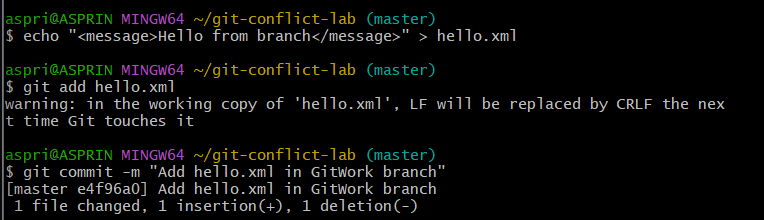 aspri@ASPRIN MINGW64 ~/git-conflict-lab (master)
$ echo "<message>Hello from branch</message>" > hello.xml
aspri@ASPRIN MINGW64 ~/git-conflict-lab (master)
$ git add hello.xml
warning: in the working copy of 'hello.xml', LF will be replaced by CRLF the nex
t time Git touches it
aspri@ASPRIN MINGW64 ~/git-conflict-lab (master)
$ git commit -m "Add hello.xml in GitWork branch"
[master e4f96a0] Add hello.xml in GitWork branch
 1 file changed, 1 insertion(+), 1 deletion(-)